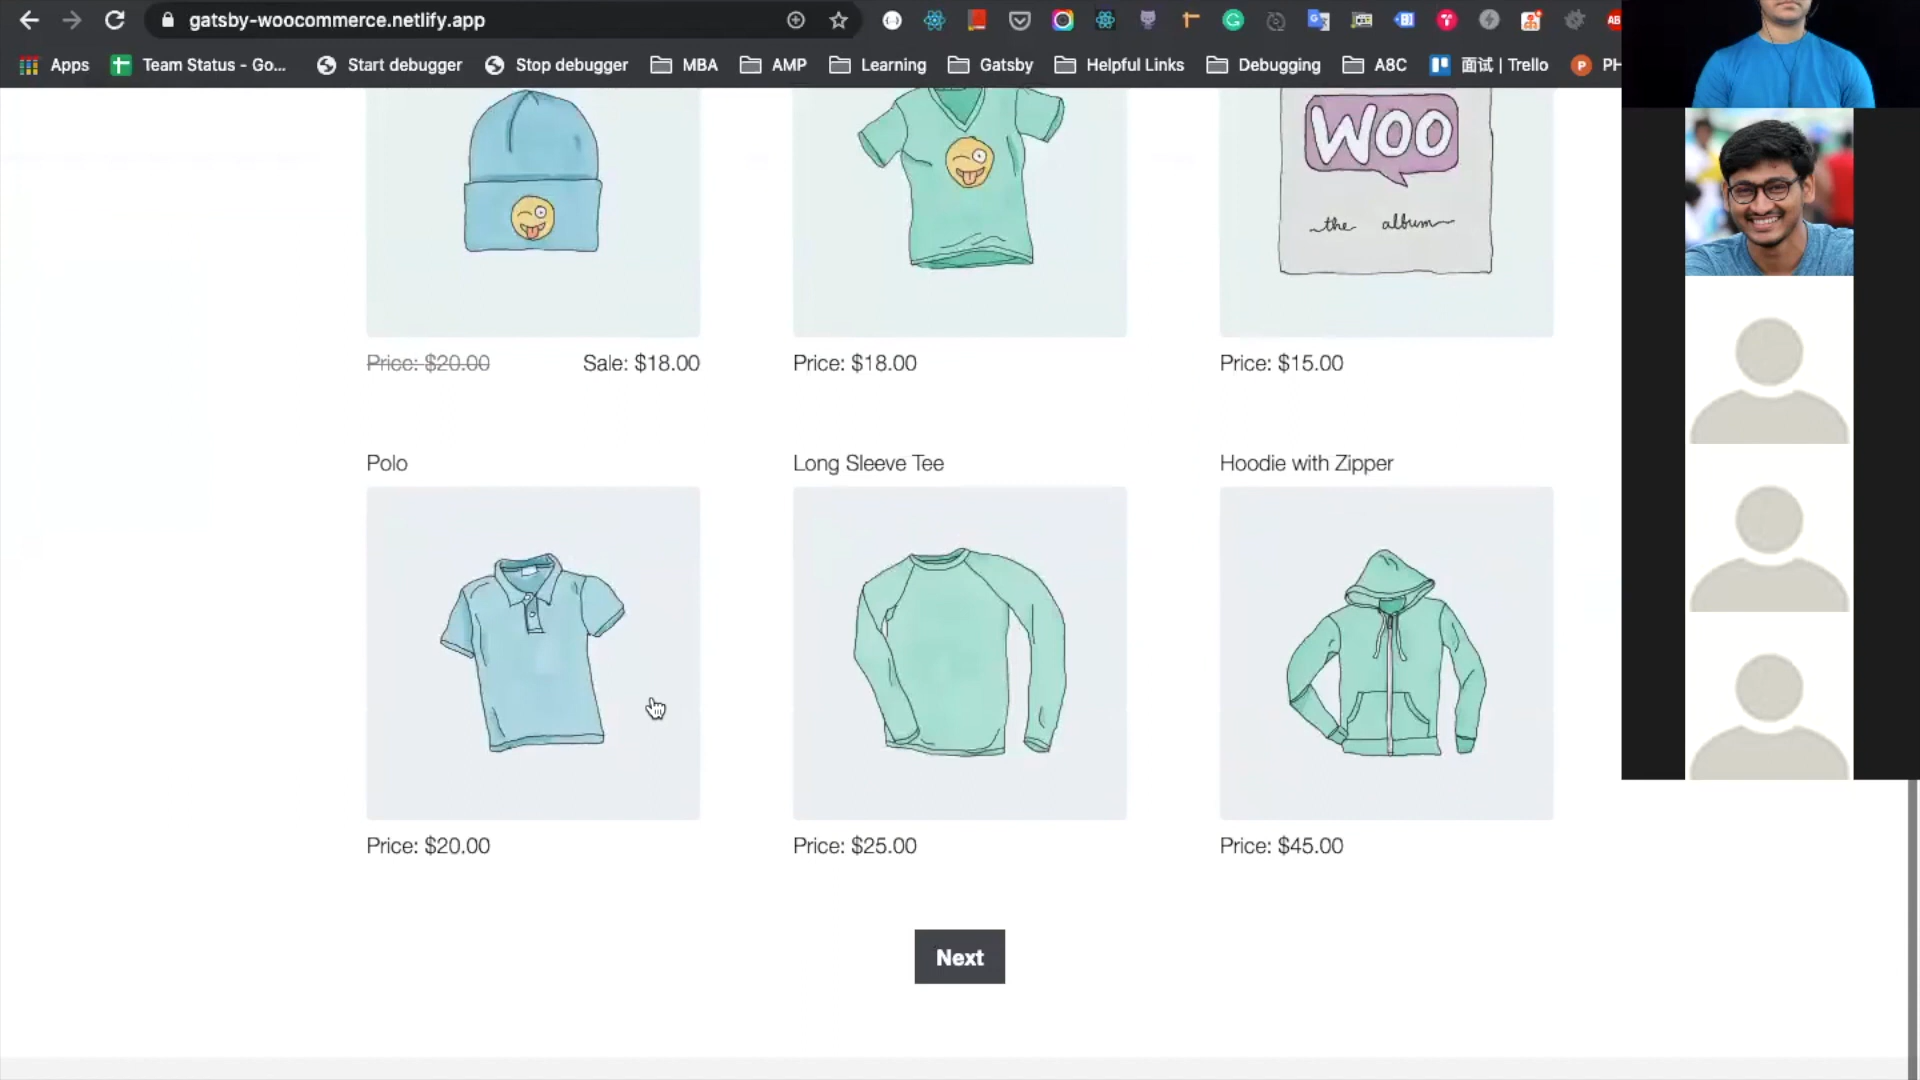 gatsby-woocommerce.netlify.app
Apps Team Status - Go... Start debugger Stop debugger MBA AMP Learning Gatsby Helpful Links Debugging A8C 面试 | Trello PH
WOO
the album
Price: $20.00 Sale: $18.00 Price: $18.00 Price: $15.00
Polo Long Sleeve Tee Hoodie with Zipper
Price: $20.00 Price: $25.00 Price: $45.00
Next